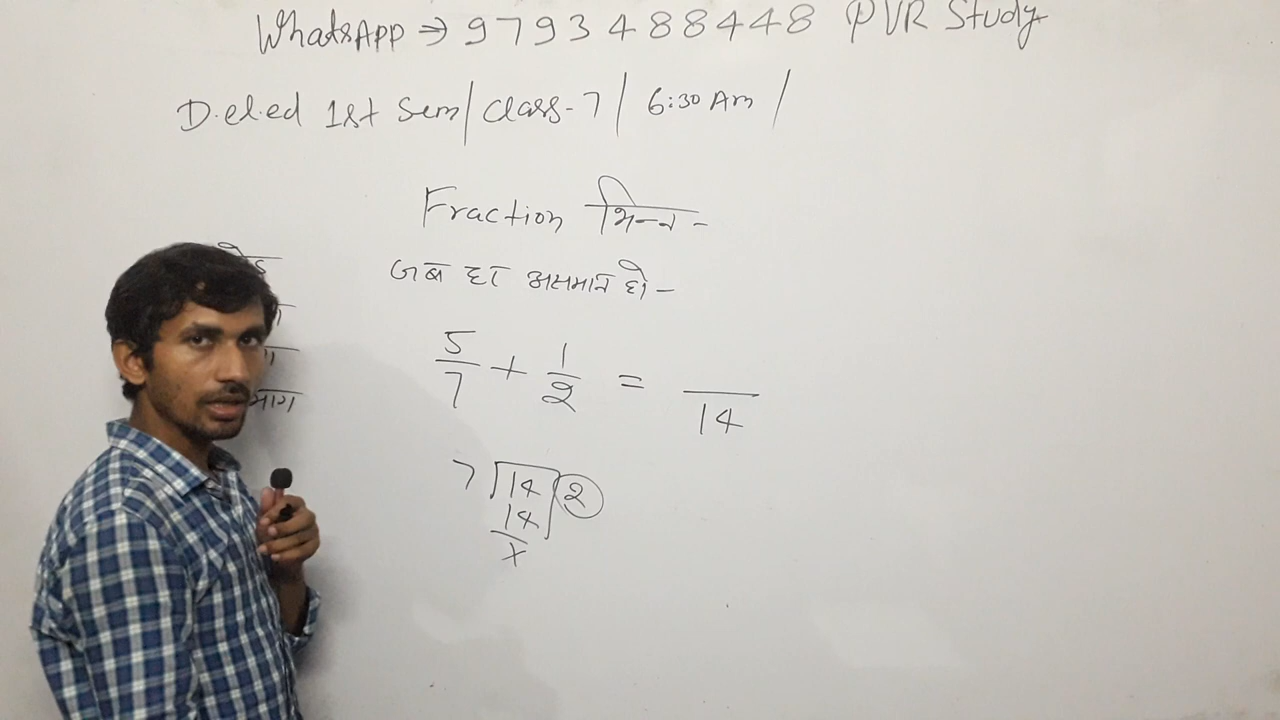 WhatsApp ⇒ 9793488448 PVR Study
D.el.ed 1st Sem/ Class-7/ 6:30 Am /
Fraction भिन्न -
जब हर असमान हो -
5/7 + 1/2 = /14
7 14 2
14
x
भाग